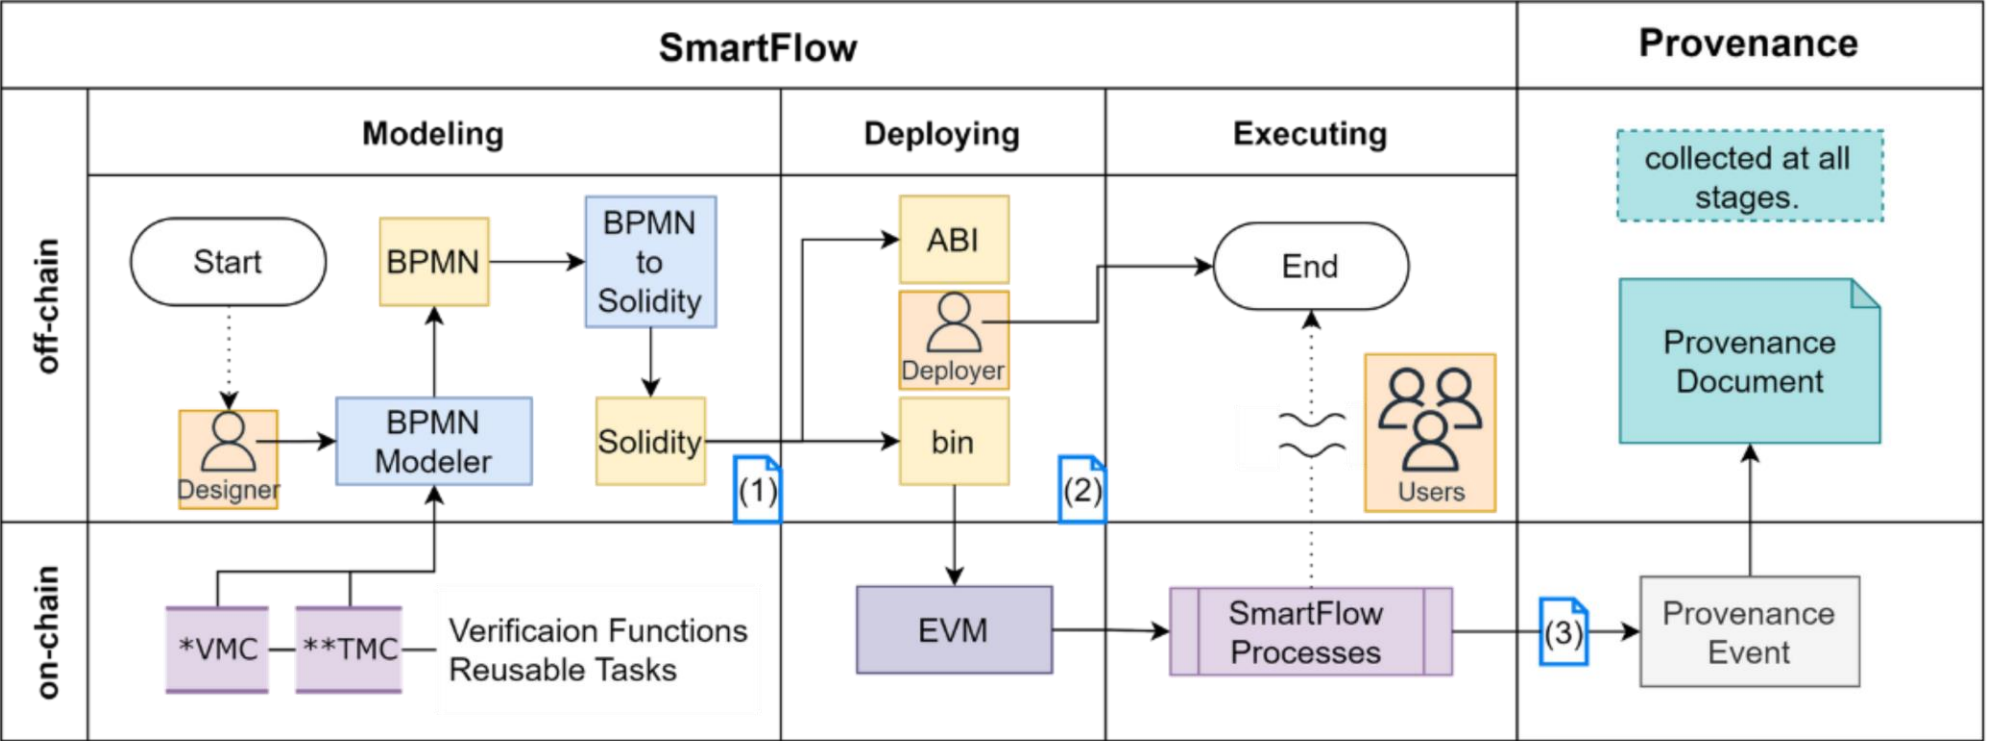 SmartFlow
Provenance
off-chain
Modeling
Deploying
Executing
Start
BPMN
BPMN
to
Solidity
Designer
BPMN
Modeler
Solidity
(1)
ABI
Deployer
bin
(2)
End
Users
collected at all
stages.
Provenance
Document
on-chain
*VMC
**TMC
Verificaion Functions
Reusable Tasks
EVM
SmartFlow
Processes
(3)
Provenance
Event